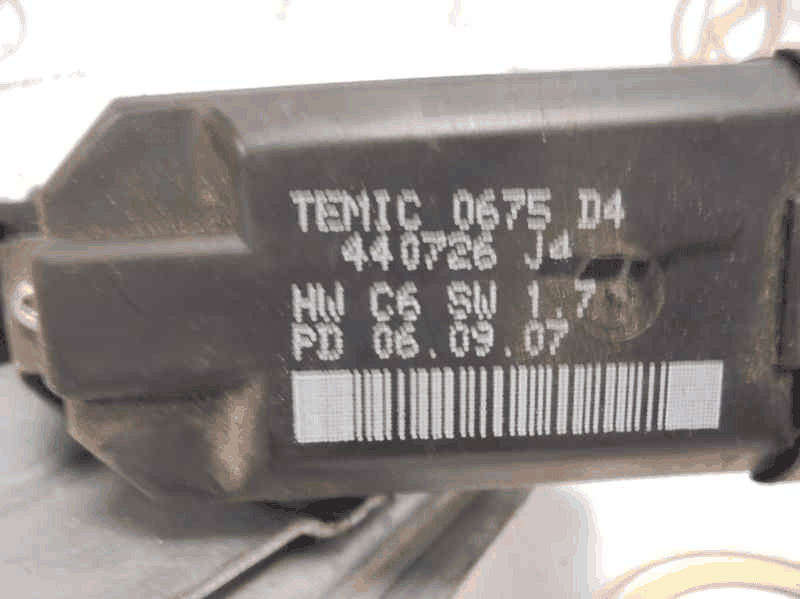 TEMIC 0675 D4
440726 J4
HW C6 SW 1.7
PD 06.09.07